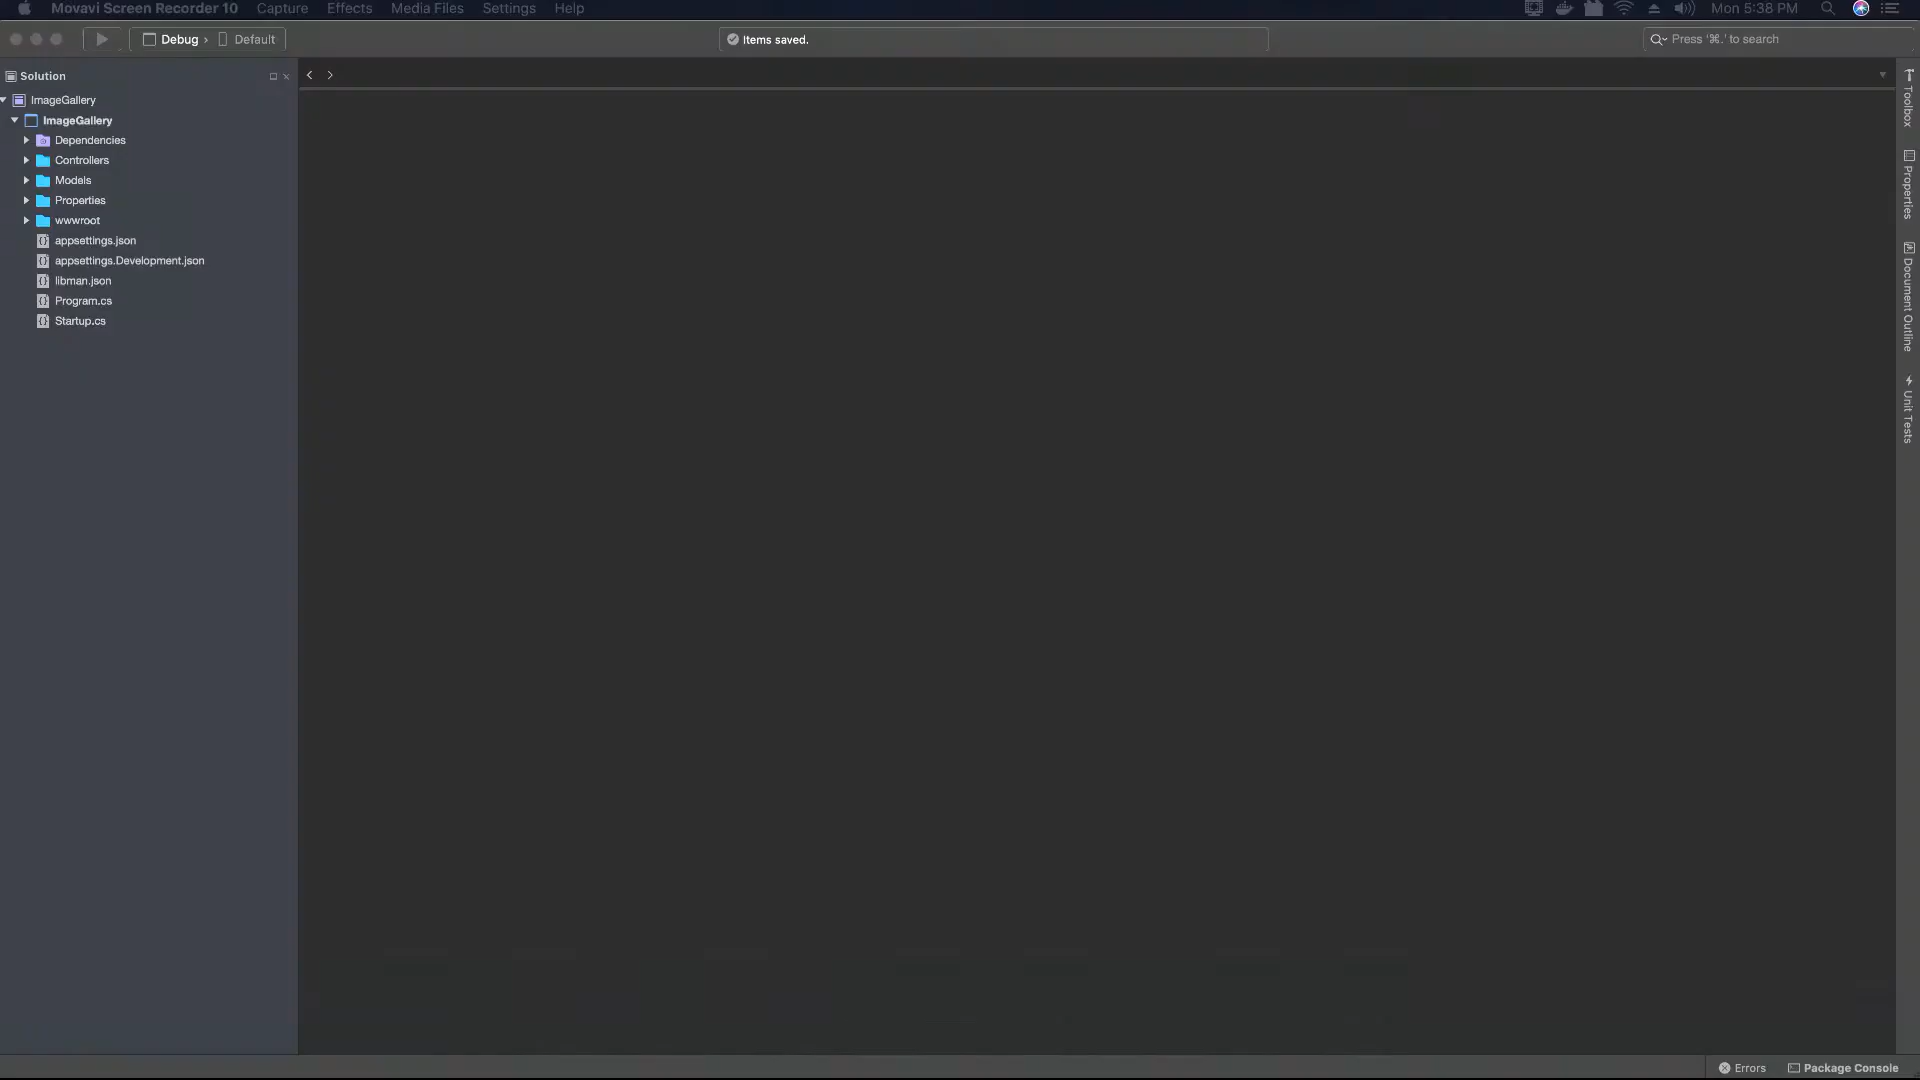 Movavi Screen Recorder 10 Capture Effects Media Files Settings Help Mon 5:38 PM
Debug › Default Items saved. Press '⌘.' to search
Solution
ImageGallery
ImageGallery
Dependencies
Controllers
Models
Properties
wwwroot
appsettings.json
appsettings.Development.json
libman.json
Program.cs
Startup.cs
Toolbox
Properties
Document Outline
Unit Tests
Errors Package Console